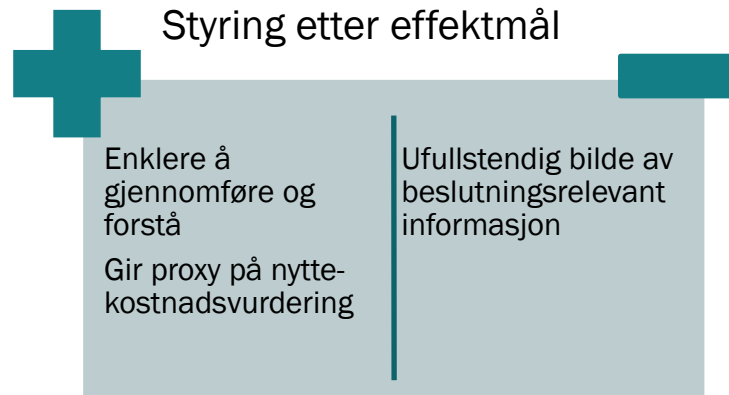 Styring etter effektmål
Enklere å
gjennomføre og
forstå
Gir proxy på nytte-
kostnadsvurdering
Ufullstendig bilde av
beslutningsrelevant
informasjon